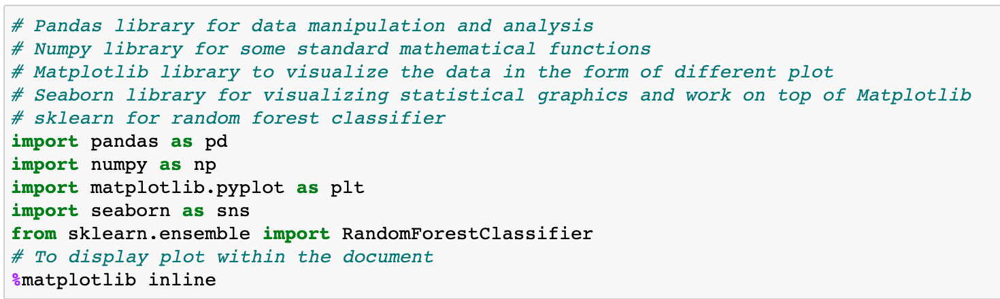 # Pandas library for data manipulation and analysis
# Numpy library for some standard mathematical functions
# Matplotlib library to visualize the data in the form of different plot
# Seaborn library for visualizing statistical graphics and work on top of Matplotlib
# sklearn for random forest classifier
import pandas as pd
import numpy as np
import matplotlib.pyplot as plt
import seaborn as sns
from sklearn.ensemble import RandomForestClassifier
# To display plot within the document
%matplotlib inline